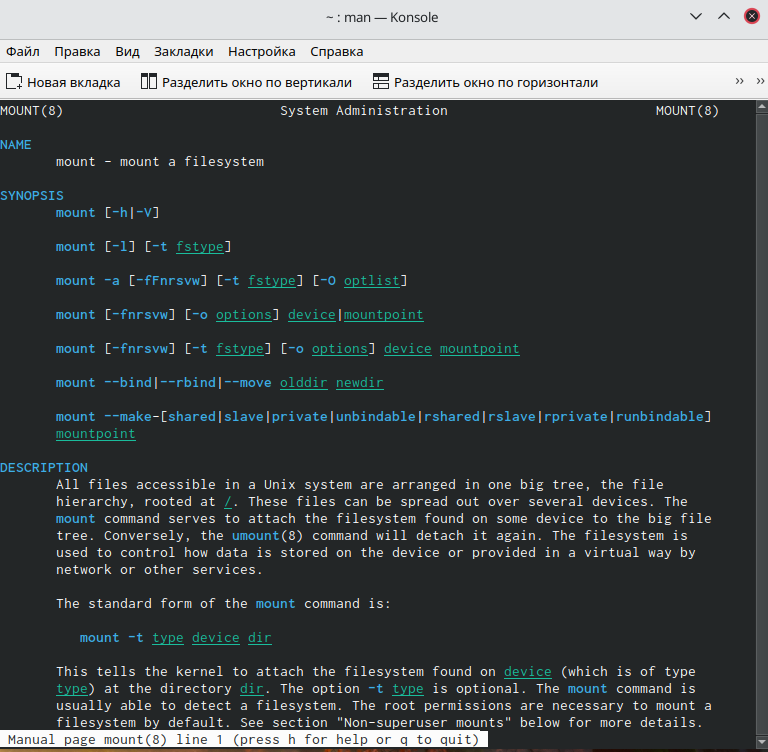 ~ : man — Konsole
Файл Правка Вид Закладки Настройка Справка
Новая вкладка Разделить окно по вертикали Разделить окно по горизонтали
MOUNT(8) System Administration MOUNT(8)
NAME
mount - mount a filesystem
SYNOPSIS
mount [-h|-V]
mount [-l] [-t fstype]
mount -a [-fFnrsvw] [-t fstype] [-O optlist]
mount [-fnrsvw] [-o options] device|mountpoint
mount [-fnrsvw] [-t fstype] [-o options] device mountpoint
mount --bind|--rbind|--move olddir newdir
mount --make-[shared|slave|private|unbindable|rshared|rslave|rprivate|runbindable]
mountpoint
DESCRIPTION
All files accessible in a Unix system are arranged in one big tree, the file
hierarchy, rooted at /. These files can be spread out over several devices. The
mount command serves to attach the filesystem found on some device to the big file
tree. Conversely, the umount(8) command will detach it again. The filesystem is
used to control how data is stored on the device or provided in a virtual way by
network or other services.
The standard form of the mount command is:
mount -t type device dir
This tells the kernel to attach the filesystem found on device (which is of type
type) at the directory dir. The option -t type is optional. The mount command is
usually able to detect a filesystem. The root permissions are necessary to mount a
filesystem by default. See section "Non-superuser mounts" below for more details.
Manual page mount(8) line 1 (press h for help or q to quit)